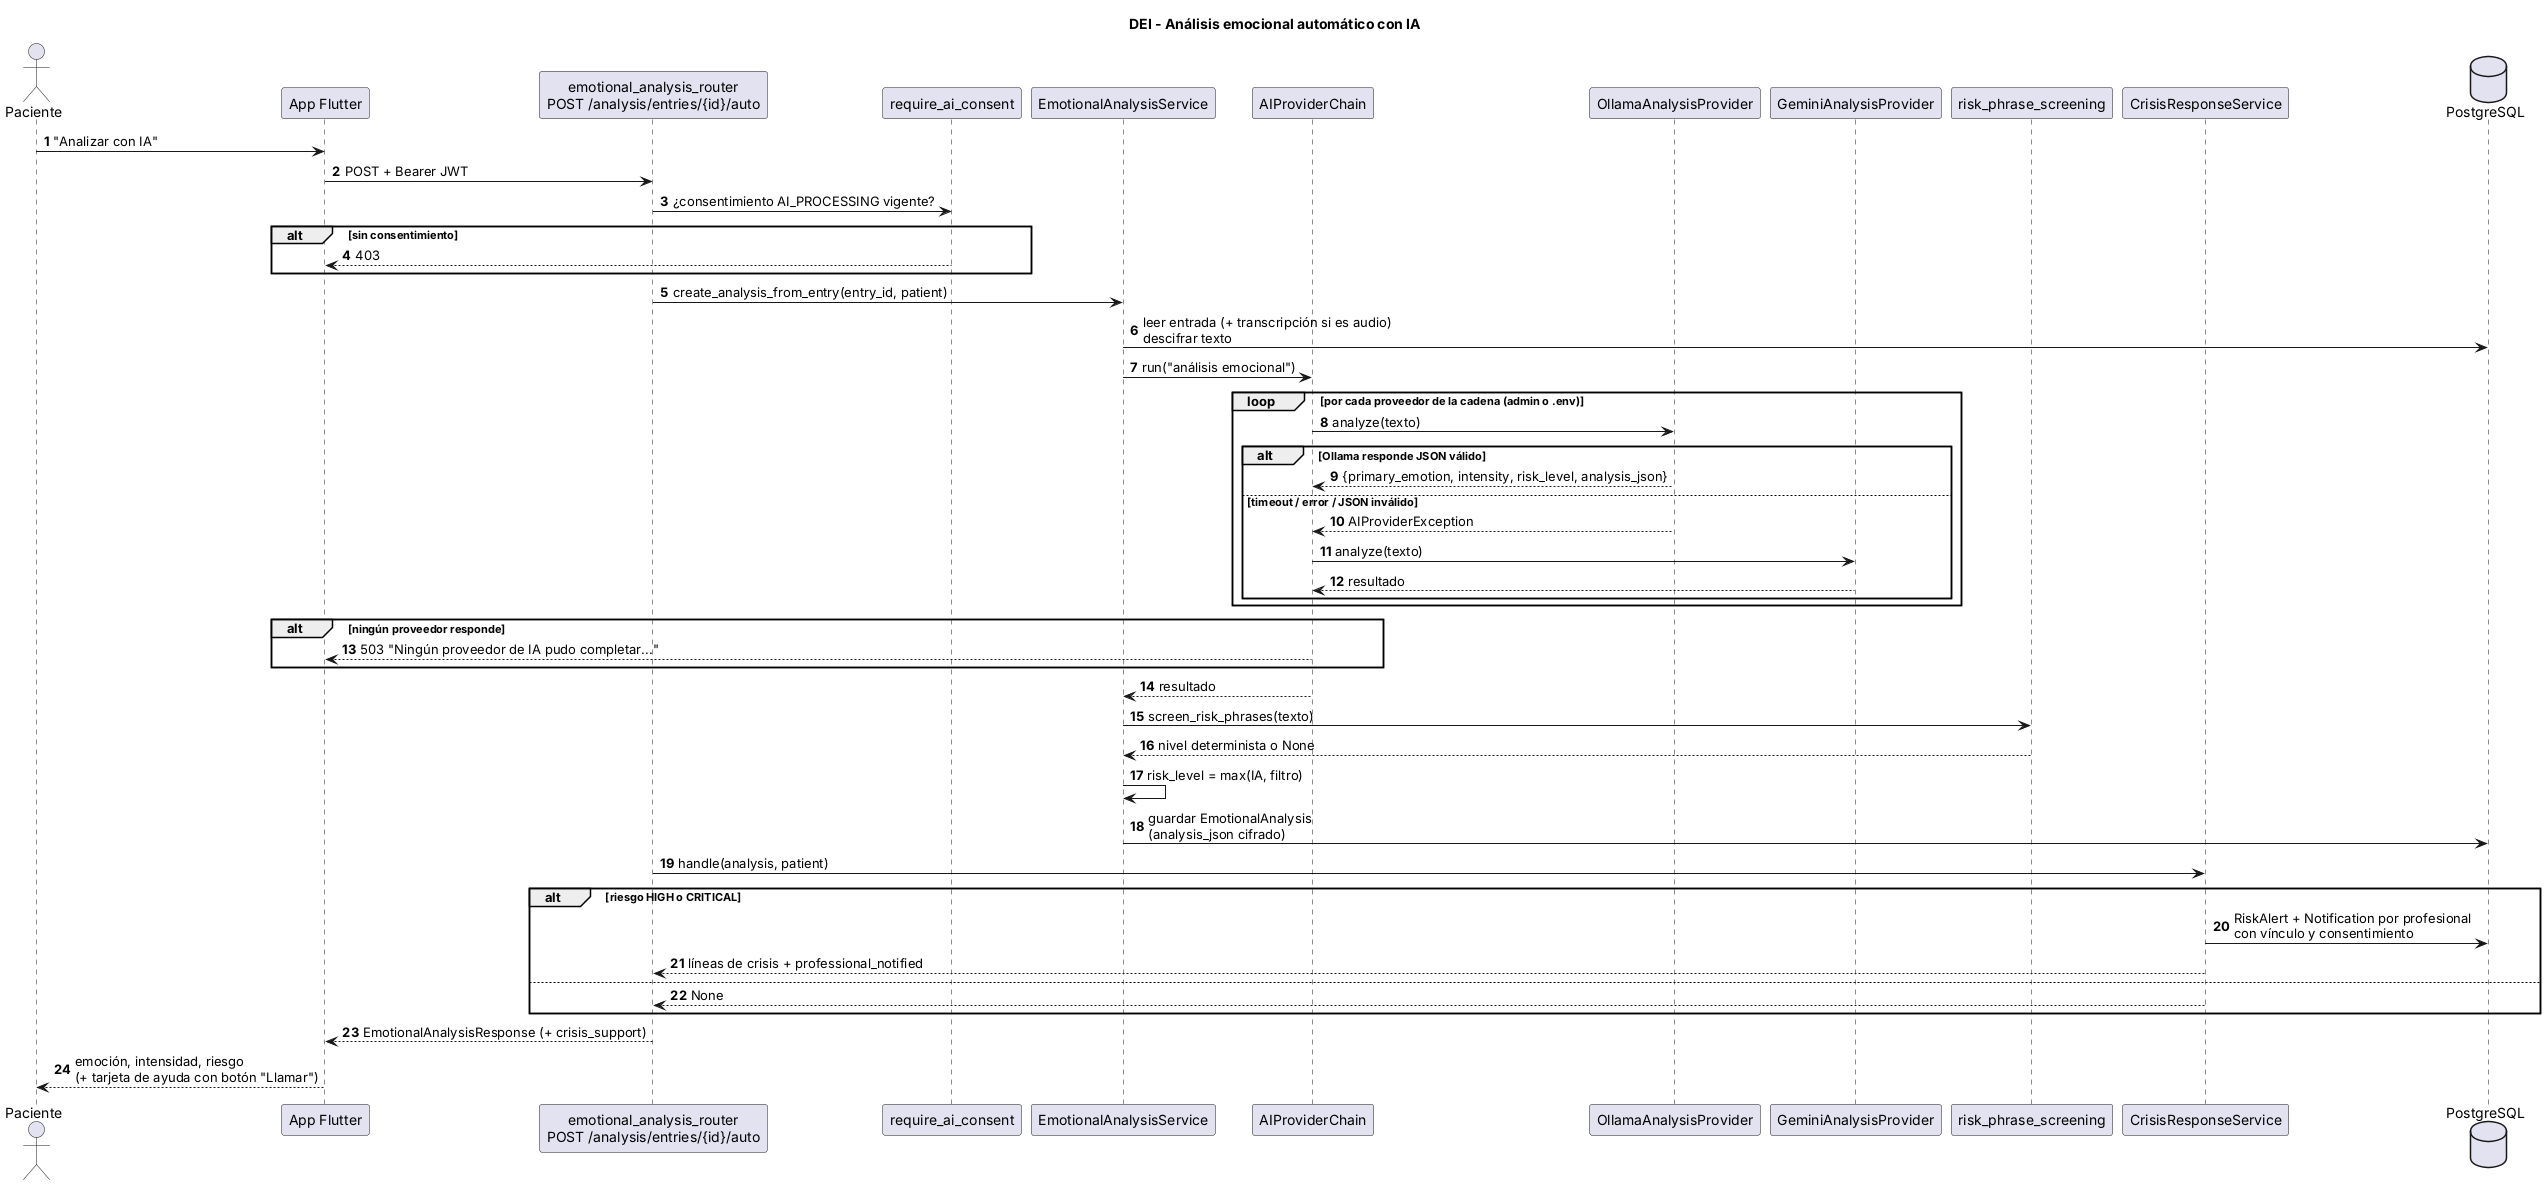 DEI - Análisis emocional automático con IA
Paciente
App Flutter
emotional_analysis_router
POST /analysis/entries/{id}/auto
require_ai_consent
EmotionalAnalysisService
AIProviderChain
OllamaAnalysisProvider
GeminiAnalysisProvider
risk_phrase_screening
CrisisResponseService
PostgreSQL
1 "Analizar con IA"
2 POST + Bearer JWT
3 ¿consentimiento AI_PROCESSING vigente?
alt [sin consentimiento]
4 403
5 create_analysis_from_entry(entry_id, patient)
6 leer entrada (+ transcripción si es audio)
descifrar texto
7 run("análisis emocional")
loop [por cada proveedor de la cadena (admin o .env)]
8 analyze(texto)
alt [Ollama responde JSON válido]
9 {primary_emotion, intensity, risk_level, analysis_json}
[timeout / error / JSON inválido]
10 AIProviderException
11 analyze(texto)
12 resultado
alt [ningún proveedor responde]
13 503 "Ningún proveedor de IA pudo completar..."
14 resultado
15 screen_risk_phrases(texto)
16 nivel determinista o None
17 risk_level = max(IA, filtro)
18 guardar EmotionalAnalysis
(analysis_json cifrado)
19 handle(analysis, patient)
alt [riesgo HIGH o CRITICAL]
20 RiskAlert + Notification por profesional
con vínculo y consentimiento
21 líneas de crisis + professional_notified
22 None
23 EmotionalAnalysisResponse (+ crisis_support)
24 emoción, intensidad, riesgo
(+ tarjeta de ayuda con botón "Llamar")
Paciente
App Flutter
emotional_analysis_router
POST /analysis/entries/{id}/auto
require_ai_consent
EmotionalAnalysisService
AIProviderChain
OllamaAnalysisProvider
GeminiAnalysisProvider
risk_phrase_screening
CrisisResponseService
PostgreSQL